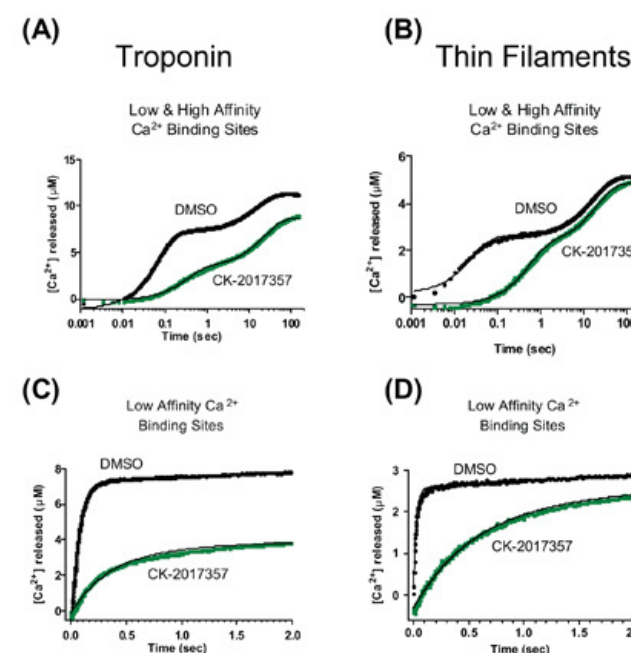 (A)
Troponin
Low & High Affinity
Ca²⁺ Binding Sites
[Ca²⁺] released (μM)
15
10
5
0
DMSO
CK-2017357
0.001 0.01 0.1 1 10 100
Time (sec)
(B)
Thin Filaments
Low & High Affinity
Ca²⁺ Binding Sites
[Ca²⁺] released (μM)
6
4
2
0
DMSO
0.001 0.01 0.1 1 10
Time (sec)
(C)
Low Affinity Ca²⁺
Binding Sites
[Ca²⁺] released (μM)
8
6
4
2
0
DMSO
CK-2017357
0.0 0.5 1.0 1.5 2.0
Time (sec)
(D)
Low Affinity Ca²⁺
Binding Sites
[Ca²⁺] released (μM)
3
2
1
0
DMSO
CK-2017357
0.0 0.5 1.0 1.5
Time (sec)